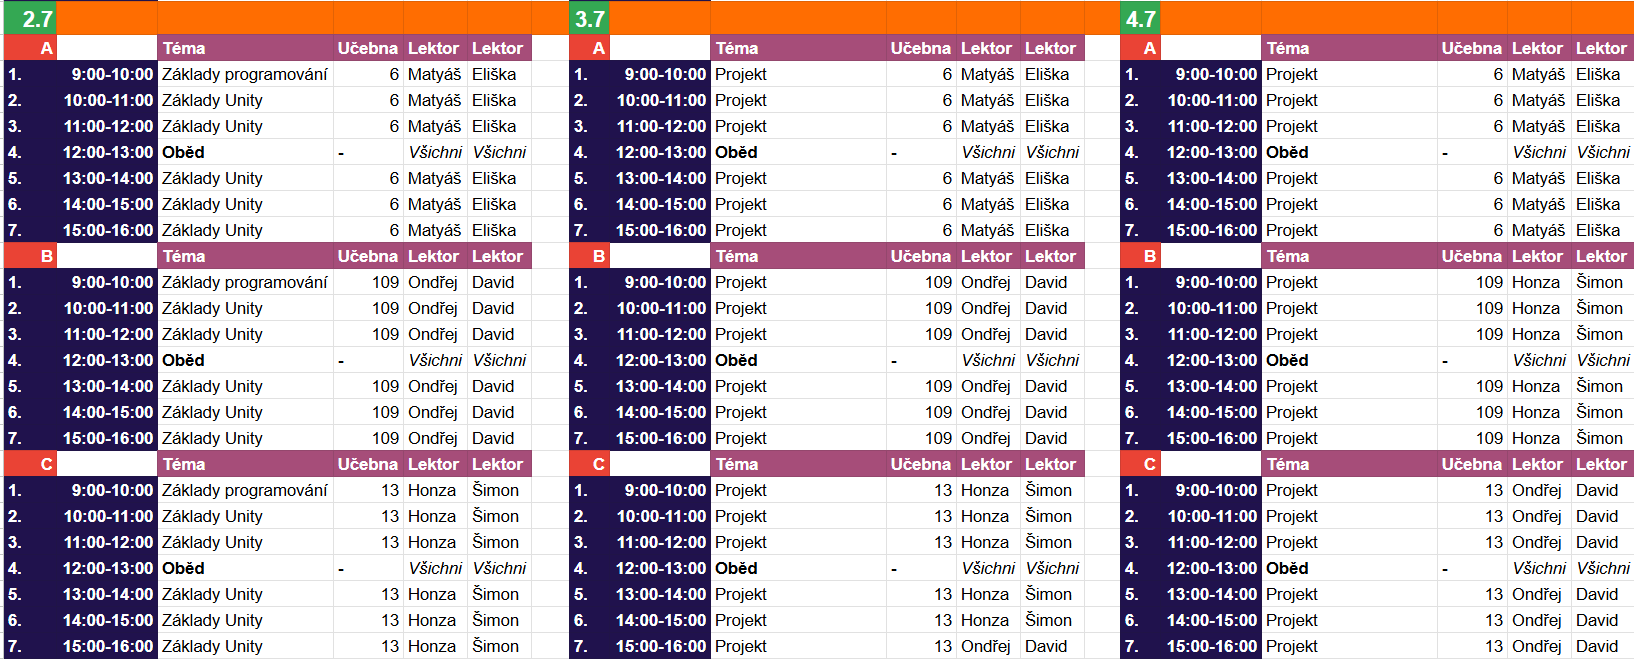 2.7 3.7 4.7
A Téma Učebna Lektor Lektor A Téma Učebna Lektor Lektor A Téma Učebna Lektor Lektor
1. 9:00-10:00 Základy programování 6 Matyáš Eliška 1. 9:00-10:00 Projekt 6 Matyáš Eliška 1. 9:00-10:00 Projekt 6 Matyáš Eliška
2. 10:00-11:00 Základy Unity 6 Matyáš Eliška 2. 10:00-11:00 Projekt 6 Matyáš Eliška 2. 10:00-11:00 Projekt 6 Matyáš Eliška
3. 11:00-12:00 Základy Unity 6 Matyáš Eliška 3. 11:00-12:00 Projekt 6 Matyáš Eliška 3. 11:00-12:00 Projekt 6 Matyáš Eliška
4. 12:00-13:00 Oběd - Všichni Všichni 4. 12:00-13:00 Oběd - Všichni Všichni 4. 12:00-13:00 Oběd - Všichni Všichni
5. 13:00-14:00 Základy Unity 6 Matyáš Eliška 5. 13:00-14:00 Projekt 6 Matyáš Eliška 5. 13:00-14:00 Projekt 6 Matyáš Eliška
6. 14:00-15:00 Základy Unity 6 Matyáš Eliška 6. 14:00-15:00 Projekt 6 Matyáš Eliška 6. 14:00-15:00 Projekt 6 Matyáš Eliška
7. 15:00-16:00 Základy Unity 6 Matyáš Eliška 7. 15:00-16:00 Projekt 6 Matyáš Eliška 7. 15:00-16:00 Projekt 6 Matyáš Eliška
B Téma Učebna Lektor Lektor B Téma Učebna Lektor Lektor B Téma Učebna Lektor Lektor
1. 9:00-10:00 Základy programování 109 Ondřej David 1. 9:00-10:00 Projekt 109 Ondřej David 1. 9:00-10:00 Projekt 109 Honza Šimon
2. 10:00-11:00 Základy Unity 109 Ondřej David 2. 10:00-11:00 Projekt 109 Ondřej David 2. 10:00-11:00 Projekt 109 Honza Šimon
3. 11:00-12:00 Základy Unity 109 Ondřej David 3. 11:00-12:00 Projekt 109 Ondřej David 3. 11:00-12:00 Projekt 109 Honza Šimon
4. 12:00-13:00 Oběd - Všichni Všichni 4. 12:00-13:00 Oběd - Všichni Všichni 4. 12:00-13:00 Oběd - Všichni Všichni
5. 13:00-14:00 Základy Unity 109 Ondřej David 5. 13:00-14:00 Projekt 109 Ondřej David 5. 13:00-14:00 Projekt 109 Honza Šimon
6. 14:00-15:00 Základy Unity 109 Ondřej David 6. 14:00-15:00 Projekt 109 Ondřej David 6. 14:00-15:00 Projekt 109 Honza Šimon
7. 15:00-16:00 Základy Unity 109 Ondřej David 7. 15:00-16:00 Projekt 109 Ondřej David 7. 15:00-16:00 Projekt 109 Honza Šimon
C Téma Učebna Lektor Lektor C Téma Učebna Lektor Lektor C Téma Učebna Lektor Lektor
1. 9:00-10:00 Základy programování 13 Honza Šimon 1. 9:00-10:00 Projekt 13 Honza Šimon 1. 9:00-10:00 Projekt 13 Ondřej David
2. 10:00-11:00 Základy Unity 13 Honza Šimon 2. 10:00-11:00 Projekt 13 Honza Šimon 2. 10:00-11:00 Projekt 13 Ondřej David
3. 11:00-12:00 Základy Unity 13 Honza Šimon 3. 11:00-12:00 Projekt 13 Honza Šimon 3. 11:00-12:00 Projekt 13 Ondřej David
4. 12:00-13:00 Oběd - Všichni Všichni 4. 12:00-13:00 Oběd - Všichni Všichni 4. 12:00-13:00 Oběd - Všichni Všichni
5. 13:00-14:00 Základy Unity 13 Honza Šimon 5. 13:00-14:00 Projekt 13 Honza Šimon 5. 13:00-14:00 Projekt 13 Ondřej David
6. 14:00-15:00 Základy Unity 13 Honza Šimon 6. 14:00-15:00 Projekt 13 Honza Šimon 6. 14:00-15:00 Projekt 13 Ondřej David
7. 15:00-16:00 Základy Unity 13 Honza Šimon 7. 15:00-16:00 Projekt 13 Ondřej David 7. 15:00-16:00 Projekt 13 Ondřej David